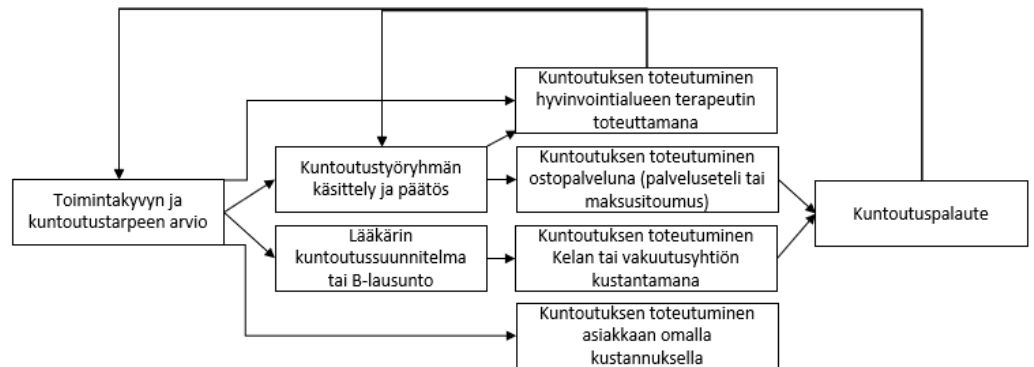 Toimintakyvyn ja
kuntoutustarpeen arvio
Kuntoutustyöryhmän
käsittely ja päätös
Lääkärin
kuntoutussuunnitelma
tai B-lausunto
Kuntoutuksen toteutuminen
hyvinvointialueen terapeutin
toteuttamana
Kuntoutuksen toteutuminen
ostopalveluna (palveluseteli tai
maksusitoumus)
Kuntoutuksen toteutuminen
Kelan tai vakuutusyhtiön
kustantamana
Kuntoutuksen toteutuminen
asiakkaan omalla
kustannuksella
Kuntoutuspalaute